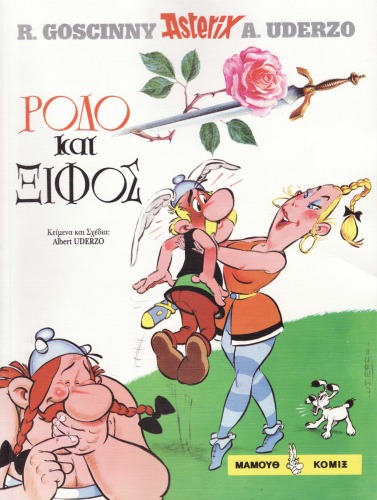 R. GOSCINNY Asterix A. UDERZO
ΡΟΔΟ
και
ΞΙΦΟΣ
Κείμενα και Σχέδια:
Albert UDERZO
ΜΑΜΟΥΘ ΚΟΜΙΞ